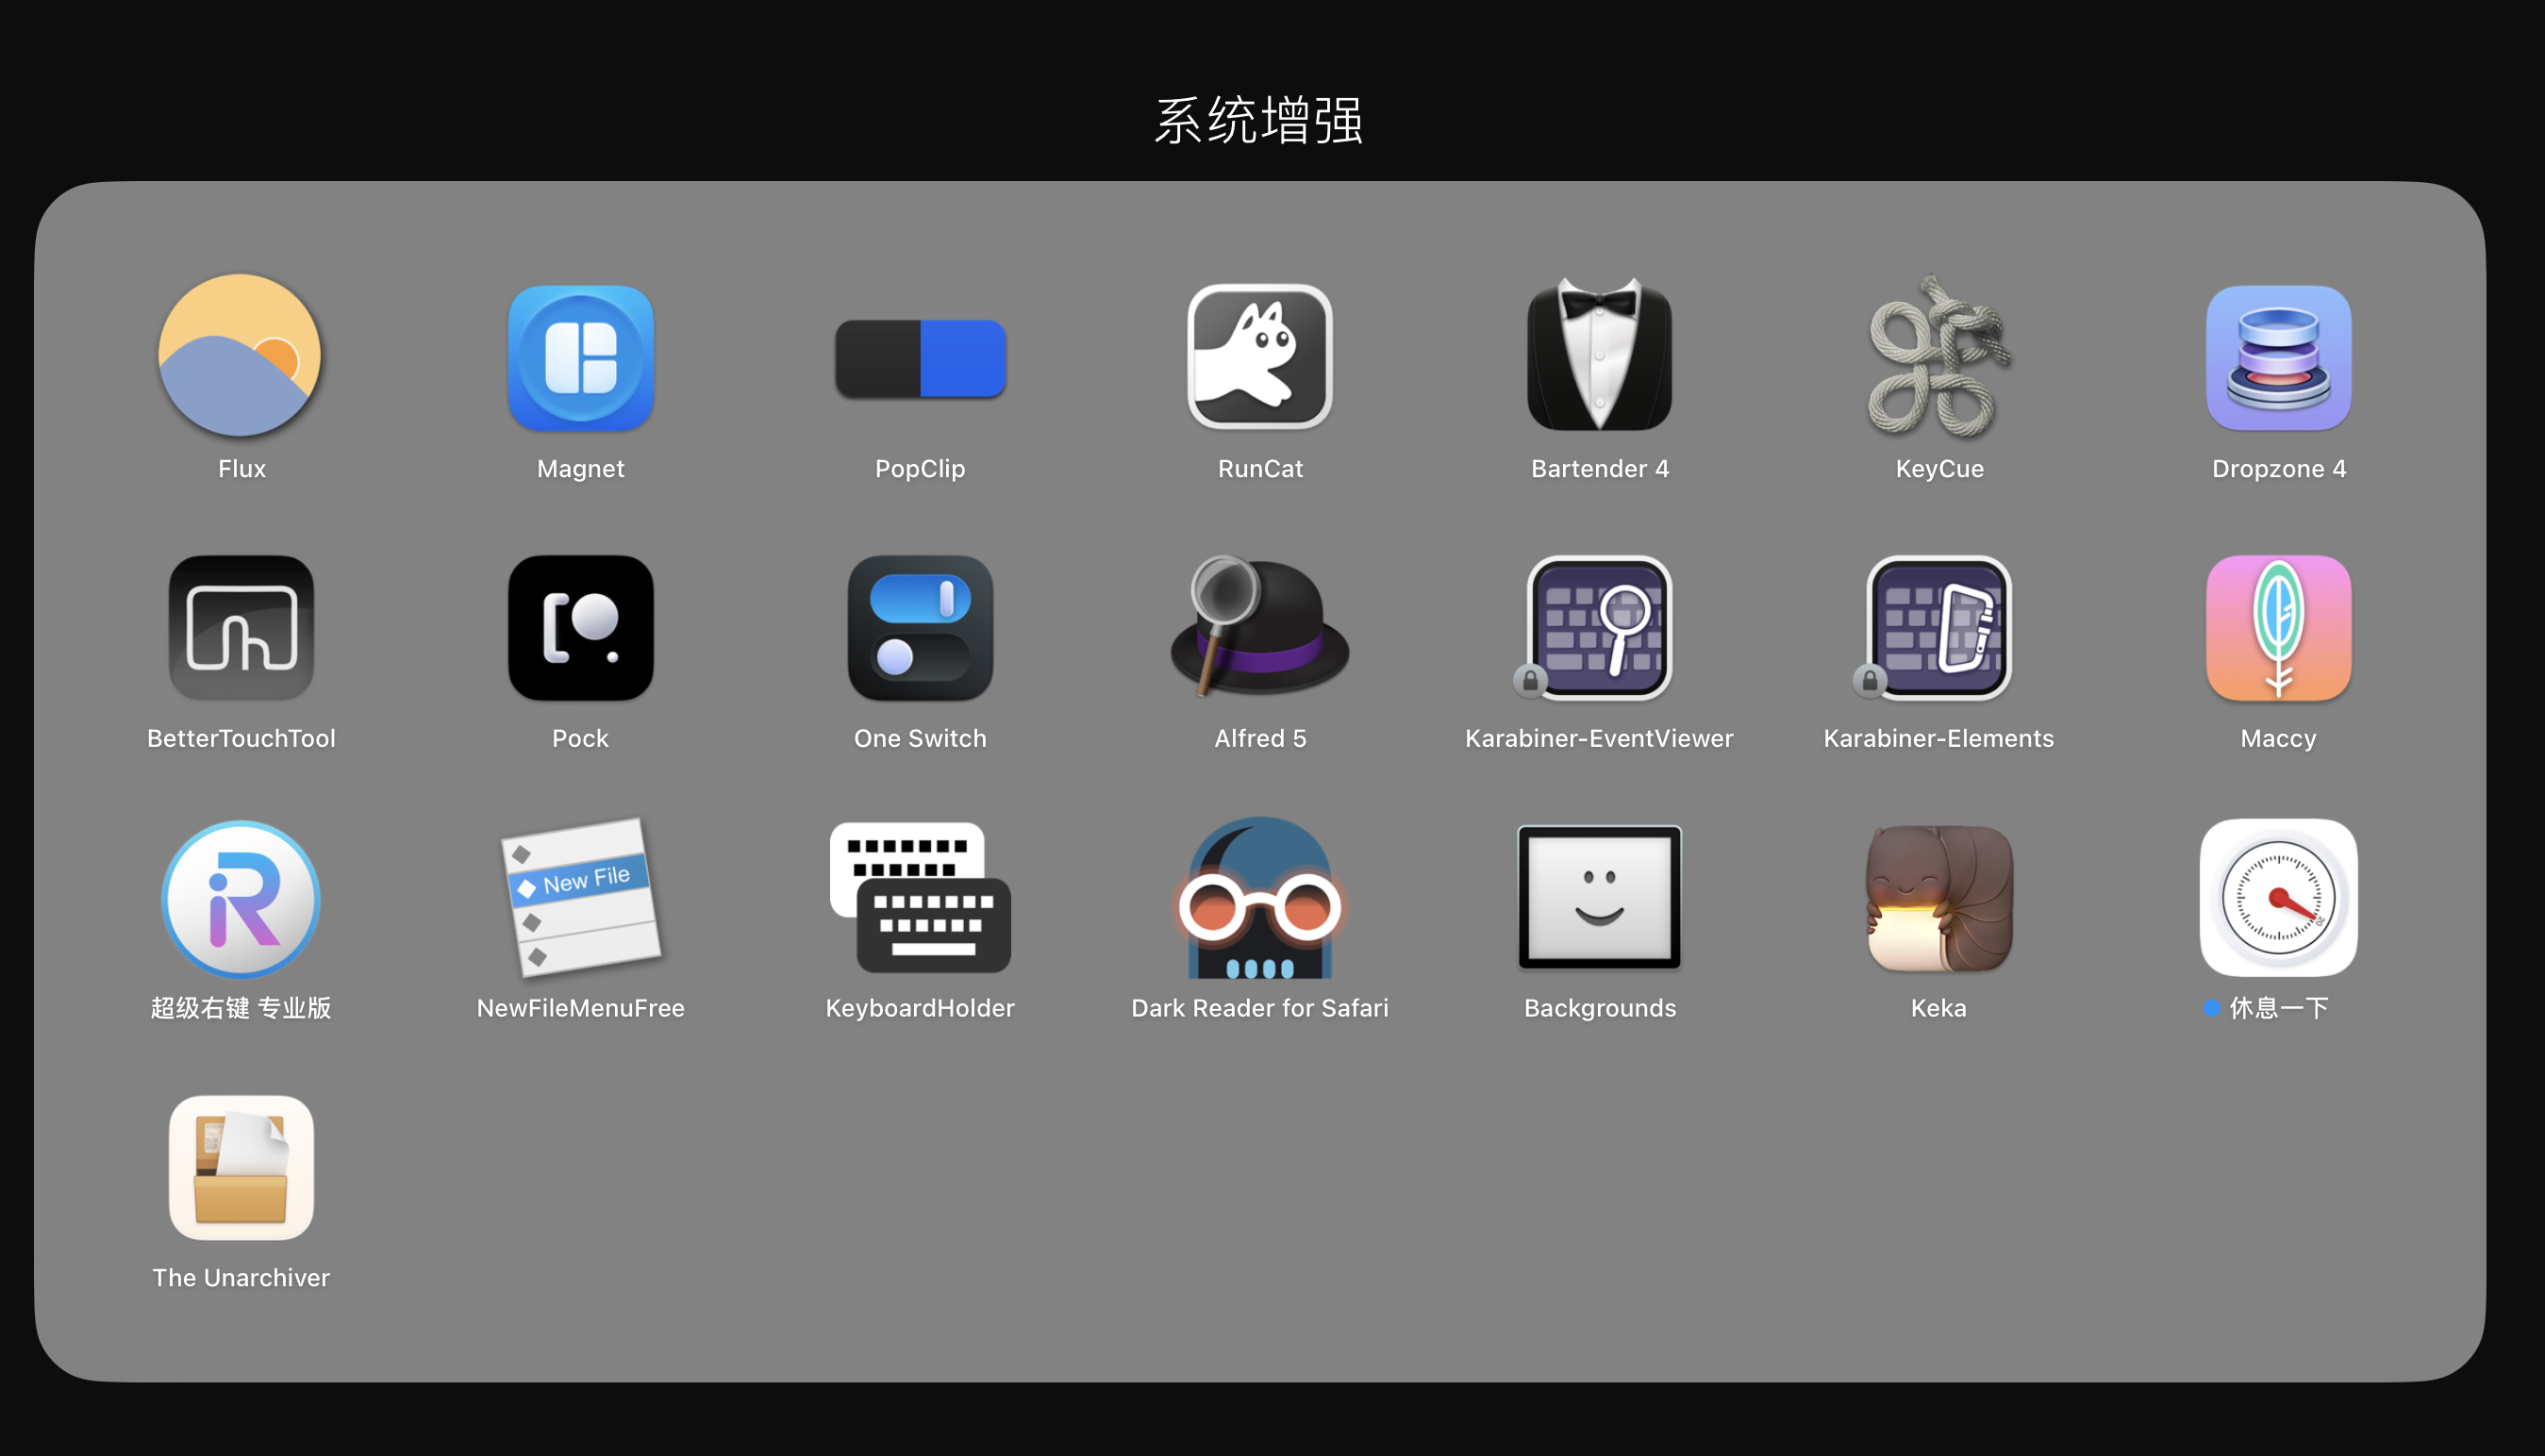 系统增强
Flux
Magnet
PopClip
RunCat
Bartender 4
KeyCue
Dropzone 4
BetterTouchTool
Pock
One Switch
Alfred 5
Karabiner-EventViewer
Karabiner-Elements
Maccy
New File
超级右键 专业版
NewFileMenuFree
KeyboardHolder
Dark Reader for Safari
Backgrounds
Keka
休息一下
The Unarchiver